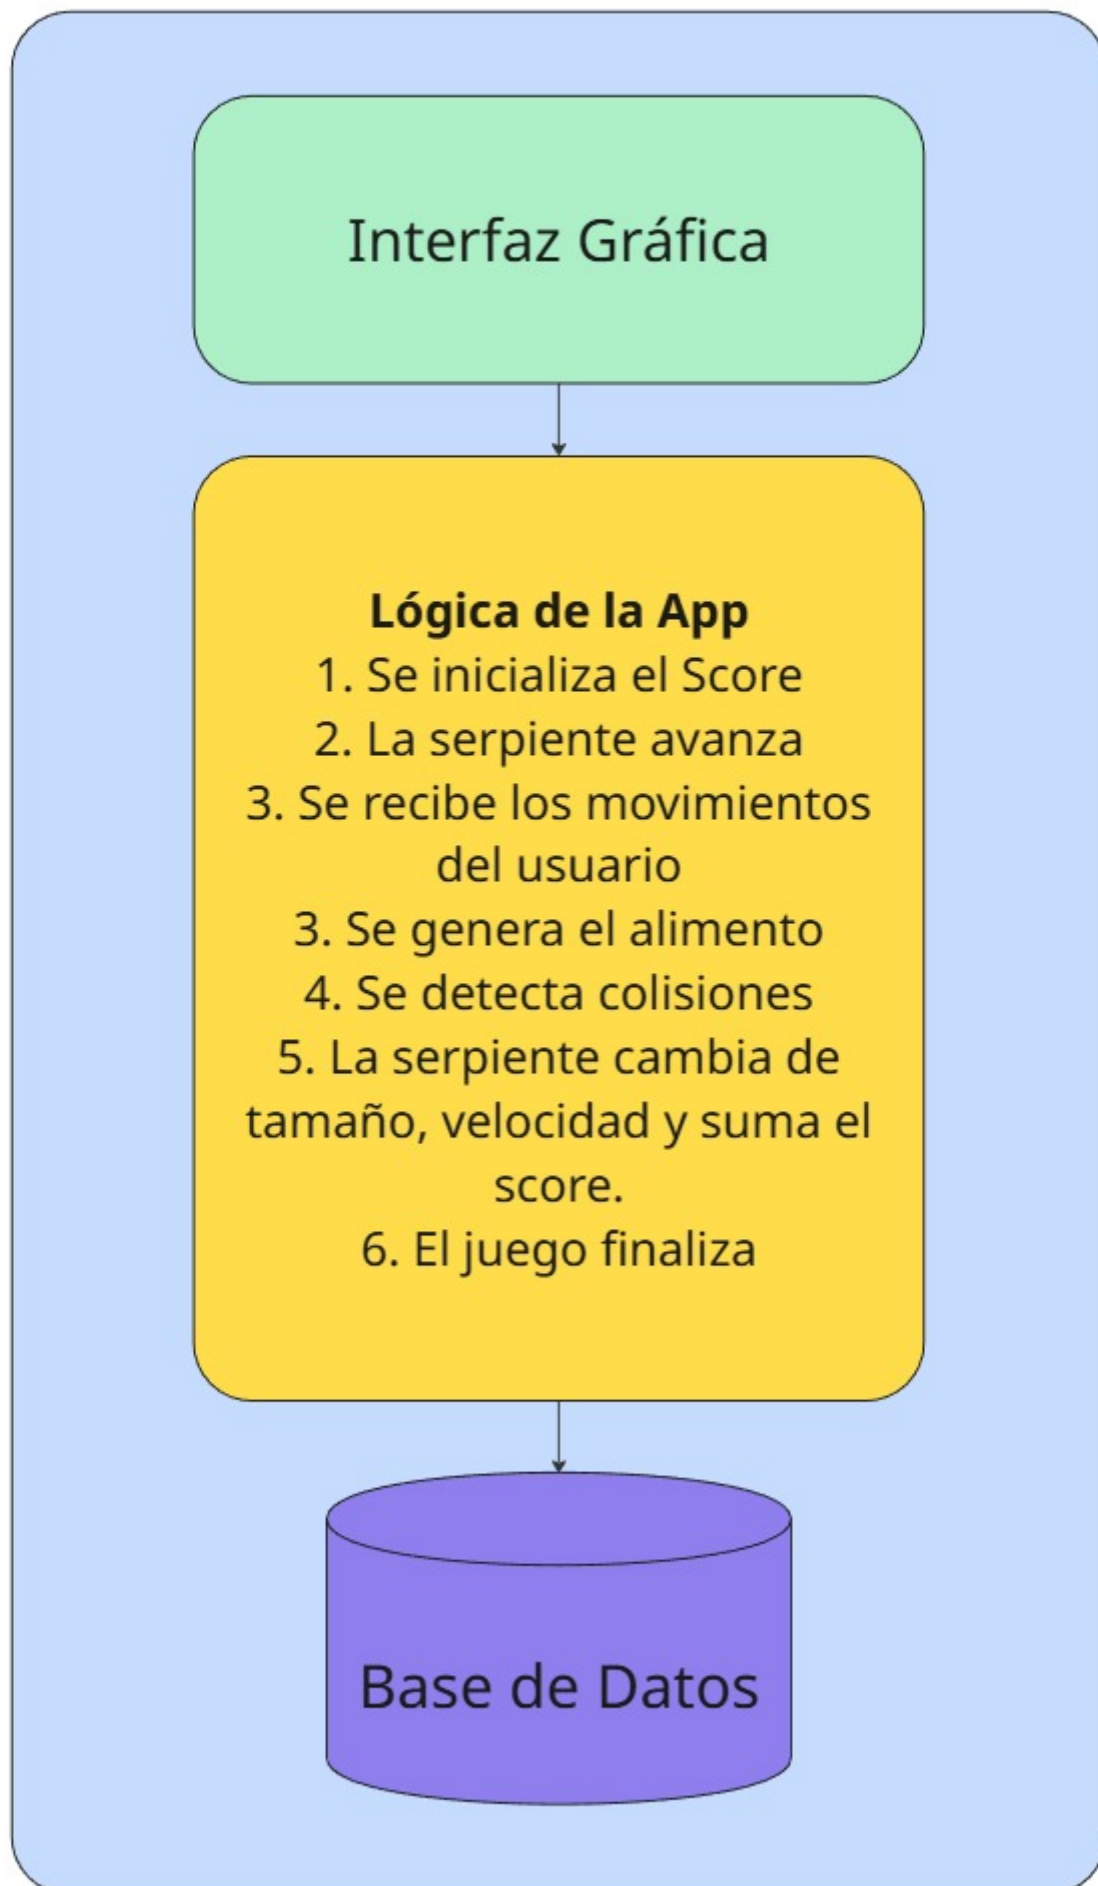 Interfaz Gráfica
Lógica de la App
1. Se inicializa el Score
2. La serpiente avanza
3. Se recibe los movimientos
del usuario
3. Se genera el alimento
4. Se detecta colisiones
5. La serpiente cambia de
tamaño, velocidad y suma el
score.
6. El juego finaliza
Base de Datos